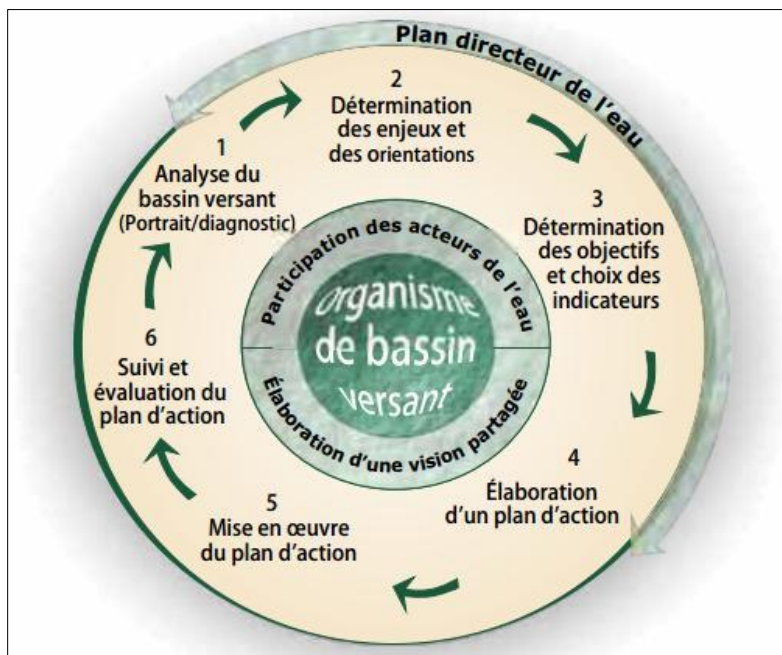 Plan directeur de l'eau
1
Analyse du
bassin versant
(Portrait/diagnostic)
2
Détermination
des enjeux et
des orientations
3
Détermination
des objectifs
et choix des
indicateurs
4
Élaboration
d'un plan d'action
5
Mise en œuvre
du plan d'action
6
Suivi et
évaluation du
plan d'action
Participation des acteurs de l'eau
Organisme
de bassin
versant
Élaboration d'une vision partagée